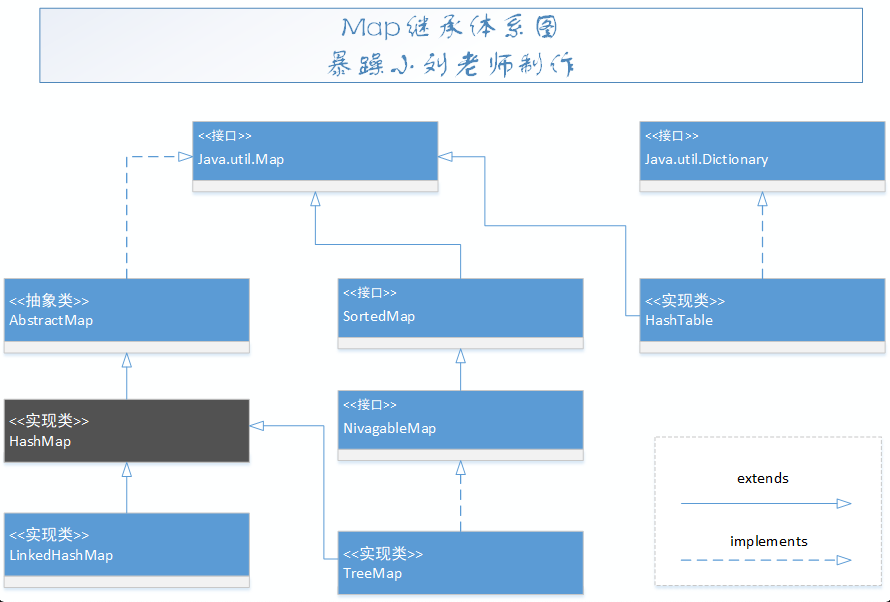 Map继承体系图
暴躁小刘老师制作
<<接口>>
Java.util.Map
<<接口>>
Java.util.Dictionary
<<抽象类>>
AbstractMap
<<接口>>
SortedMap
<<实现类>>
HashTable
<<实现类>>
HashMap
<<接口>>
NivagableMap
extends
<<实现类>>
LinkedHashMap
<<实现类>>
TreeMap
implements